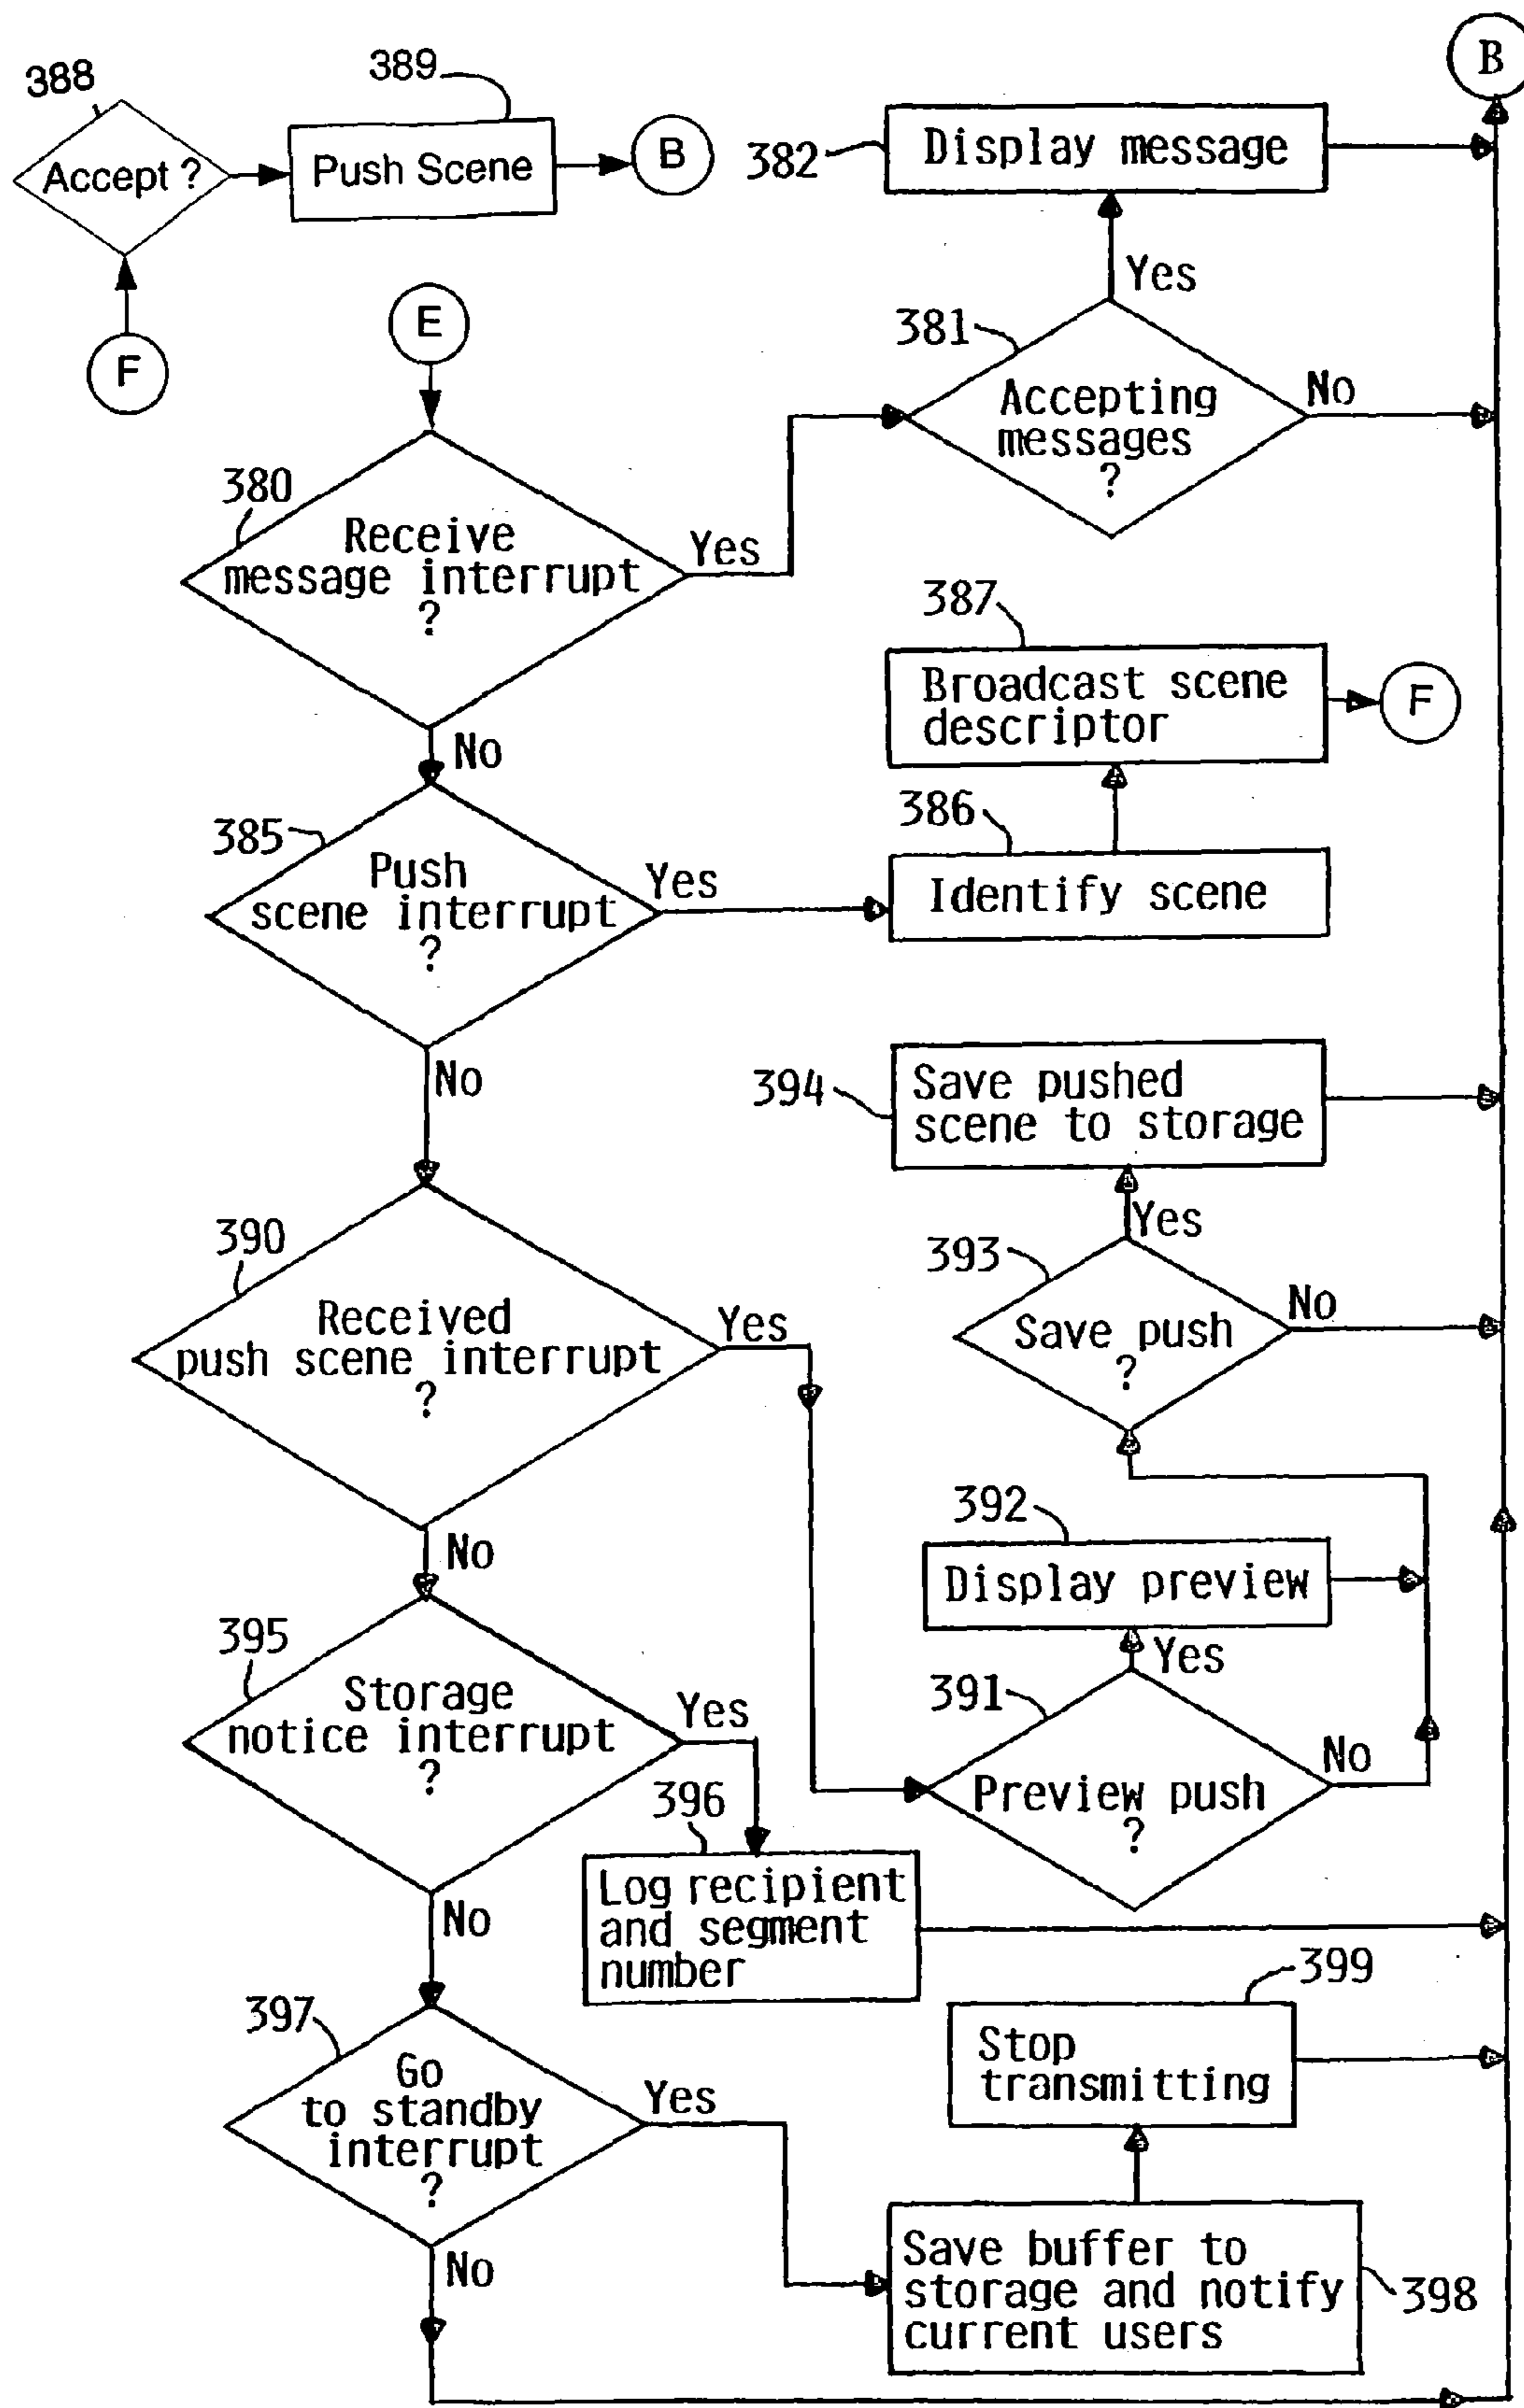 388
389
B
Accept ?
Push Scene
B
382
Display message
Yes
F
E
381
Accepting
messages
?
No
380
Receive
message interrupt
?
Yes
387
Broadcast scene
descriptor
F
No
386
Identify scene
385
Push
scene interrupt
?
Yes
No
394
Save pushed
scene to storage
Yes
390
Received
push scene interrupt
?
Yes
393
Save push
?
No
392
Display preview
No
395
Storage
notice interrupt
?
Yes
Yes
391
Preview push
?
No
396
Log recipient
and segment
number
No
399
Stop
transmitting
397
Go
to standby
interrupt
?
Yes
Save buffer to
storage and notify
current users
398
No